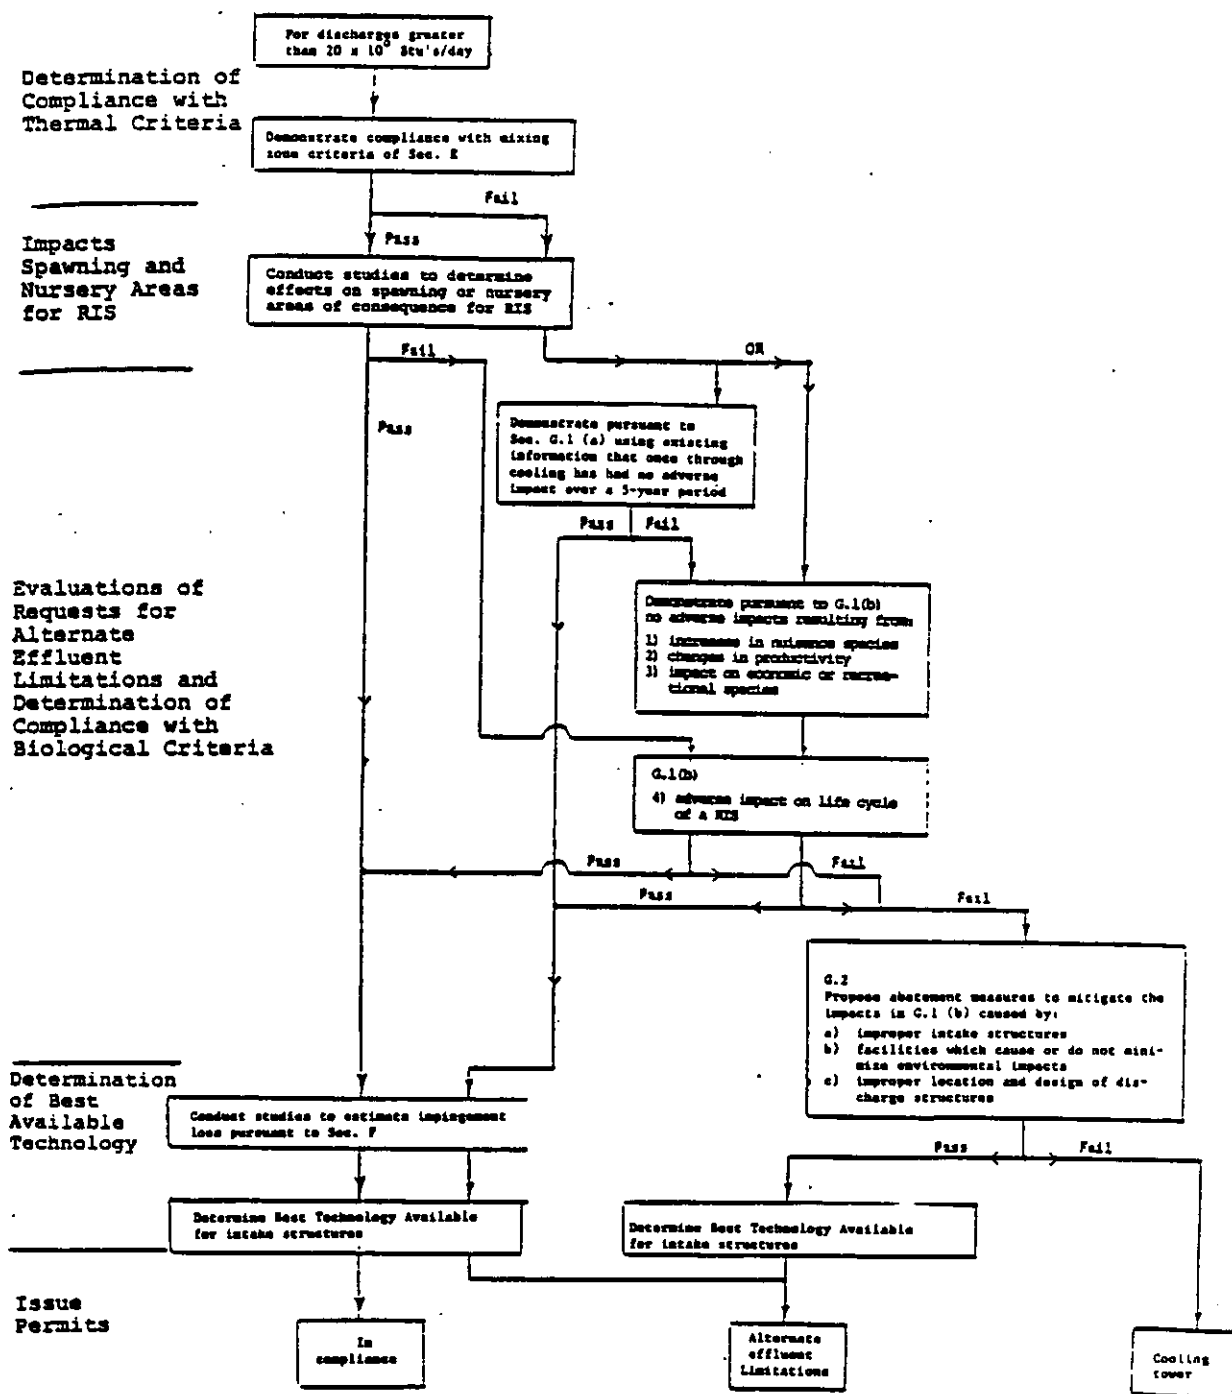 For discharges greater
than 20 x 10⁰ Btu's/day
Determination of
Compliance with
Thermal Criteria
Demonstrate compliance with mixing
zone criteria of Sec. E
Fail
Pass
Impacts
Spawning and
Nursery Areas
for RIS
Conduct studies to determine
effects on spawning or nursery
areas of consequence for RIS
Fail
OR
Pass
Demonstrate pursuant to
Sec. G.1 (a) using existing
information that once through
cooling has had no adverse
impact over a 5-year period
Pass
Fail
Evaluations of
Requests for
Alternate
Effluent
Limitations and
Determination of
Compliance with
Biological Criteria
Demonstrate pursuant to G.1(b)
no adverse impacts resulting from:
1) increases in nuisance species
2) changes in productivity
3) impact on economic or recrea-
tional species
G.1(b)
4) adverse impact on life cycle
of a RIS
Pass
Fail
Pass
Fail
G.2
Propose abatement measures to mitigate the
impacts in G.1 (b) caused by:
a) improper intake structures
b) facilities which cause or do not mini-
mize environmental impacts
c) improper location and design of dis-
charge structures
Determination
of Best
Available
Technology
Conduct studies to estimate impingement
loss pursuant to Sec. F
Pass
Fail
Determine Best Technology Available
for intake structures
Determine Best Technology Available
for intake structures
Issue
Permits
In
compliance
Alternate
effluent
Limitations
Cooling
tower